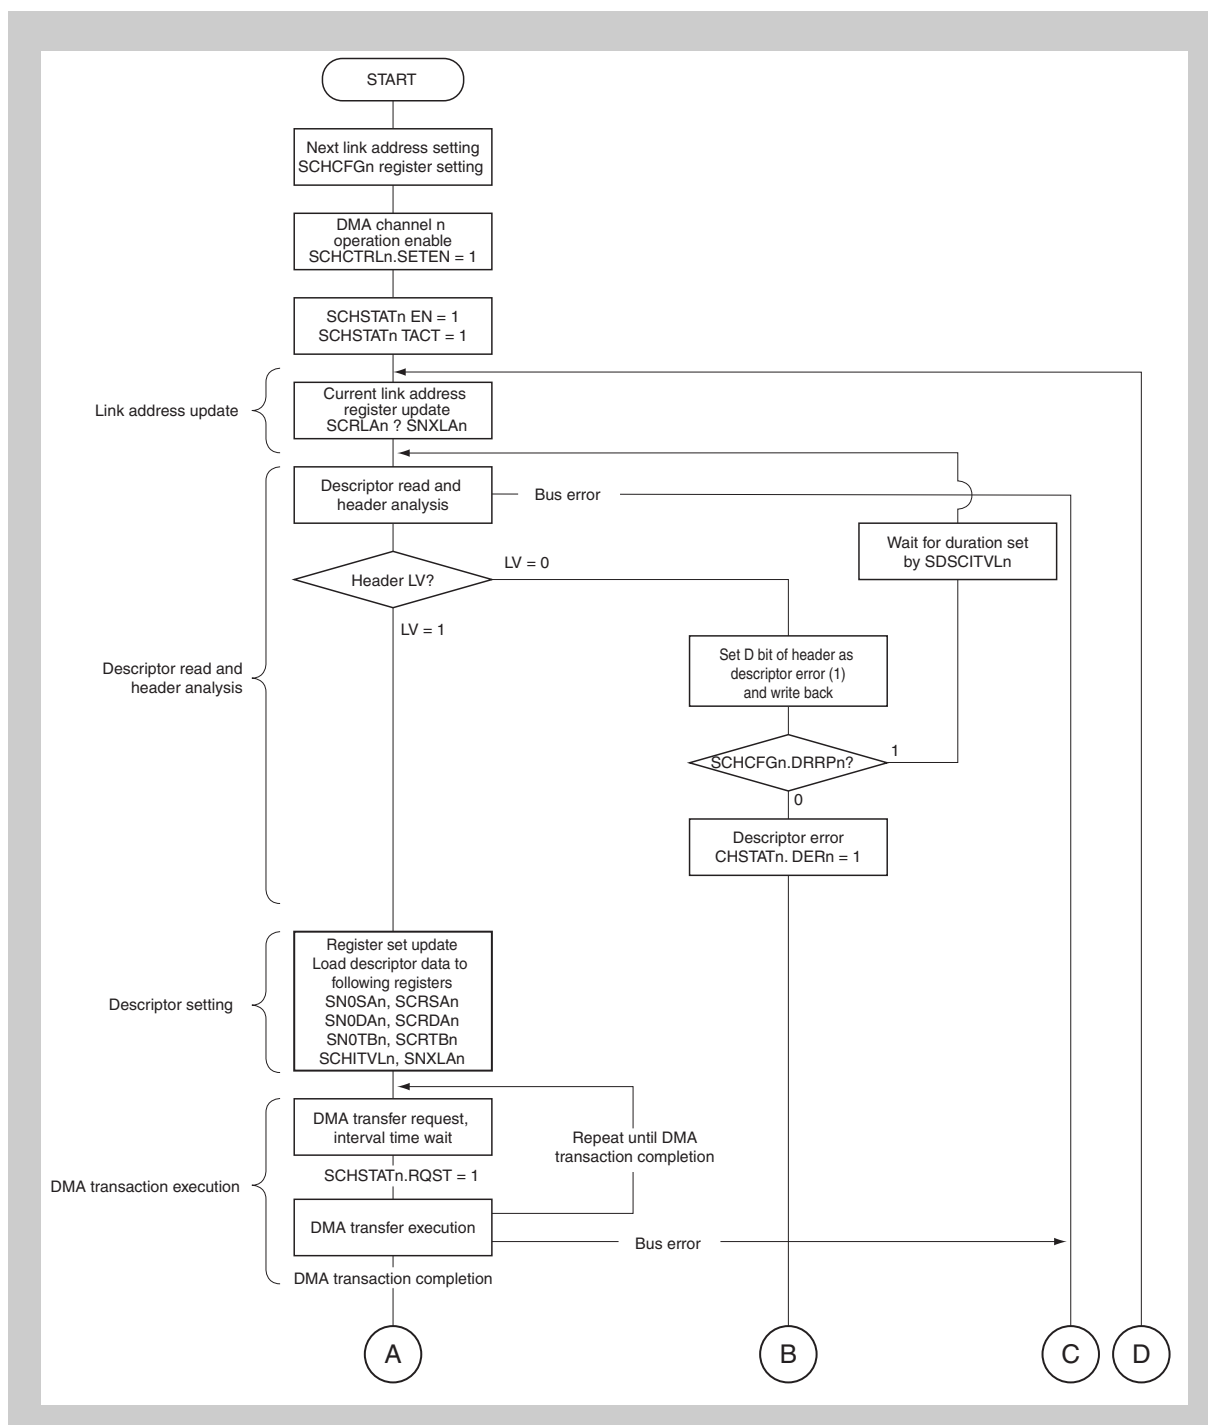 START
Next link address setting
SCHCFGn register setting
DMA channel n
operation enable
SCHCTRLn.SETEN = 1
SCHSTATn EN = 1
SCHSTATn TACT = 1
Link address update
Current link address
register update
SCRLAn ? SNXLAn
Descriptor read and
header analysis
Bus error
Wait for duration set
by SDSCITVLn
Header LV?
LV = 0
LV = 1
Descriptor read and
header analysis
Set D bit of header as
descriptor error (1)
and write back
SCHCFGn.DRRPn?
1
0
Descriptor error
CHSTATn. DERn = 1
Descriptor setting
Register set update
Load descriptor data to
following registers
SN0SAn, SCRSAn
SN0DAn, SCRDAn
SN0TBn, SCRTBn
SCHITVLn, SNXLAn
DMA transaction execution
DMA transfer request,
interval time wait
Repeat until DMA
transaction completion
SCHSTATn.RQST = 1
DMA transfer execution
Bus error
DMA transaction completion
A
B
C
D